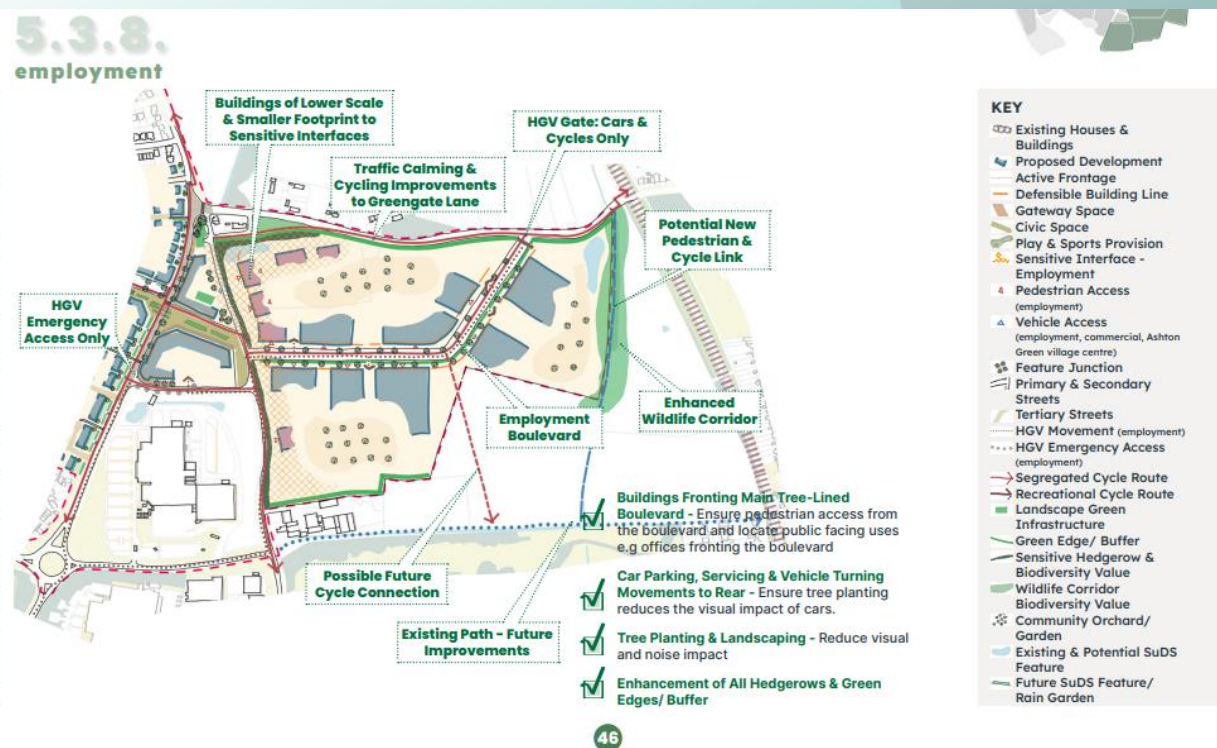 5.3.8.
employment
Buildings of Lower Scale
& Smaller Footprint to
Sensitive Interfaces
HGV Gate: Cars &
Cycles Only
Traffic Calming &
Cycling Improvements
to Greengate Lane
Potential New
Pedestrian &
Cycle Link
HGV
Emergency
Access Only
Employment
Boulevard
Enhanced
Wildlife Corridor
Possible Future
Cycle Connection
Existing Path - Future
Improvements
Buildings Fronting Main Tree-Lined
Boulevard - Ensure pedestrian access from
the boulevard and locate public facing uses
e.g offices fronting the boulevard
Car Parking, Servicing & Vehicle Turning
Movements to Rear - Ensure tree planting
reduces the visual impact of cars.
Tree Planting & Landscaping - Reduce visual
and noise impact
Enhancement of All Hedgerows & Green
Edges/ Buffer
KEY
Existing Houses &
Buildings
Proposed Development
Active Frontage
Defensible Building Line
Gateway Space
Civic Space
Play & Sports Provision
Sensitive Interface -
Employment
Pedestrian Access
(employment)
Vehicle Access
(employment, commercial, Ashton
Green village centre)
Feature Junction
Primary & Secondary
Streets
Tertiary Streets
HGV Movement (employment)
HGV Emergency Access
(employment)
Segregated Cycle Route
Recreational Cycle Route
Landscape Green
Infrastructure
Green Edge/ Buffer
Sensitive Hedgerow &
Biodiversity Value
Wildlife Corridor
Biodiversity Value
Community Orchard/
Garden
Existing & Potential SuDS
Feature
Future SuDS Feature/
Rain Garden
46